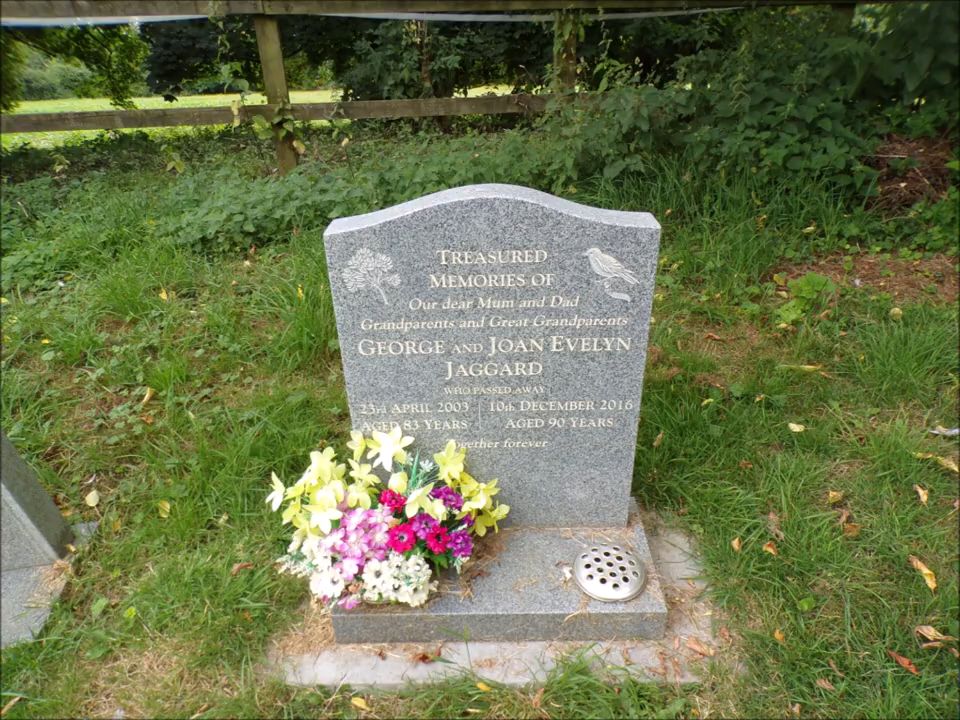 TREASURED
MEMORIES OF
Our dear Mum and Dad
Grandparents and Great Grandparents
GEORGE AND JOAN EVELYN
JAGGARD
WHO PASSED AWAY
23rd APRIL 2003 10th DECEMBER 2016
AGED 83 YEARS AGED 90 YEARS
together forever